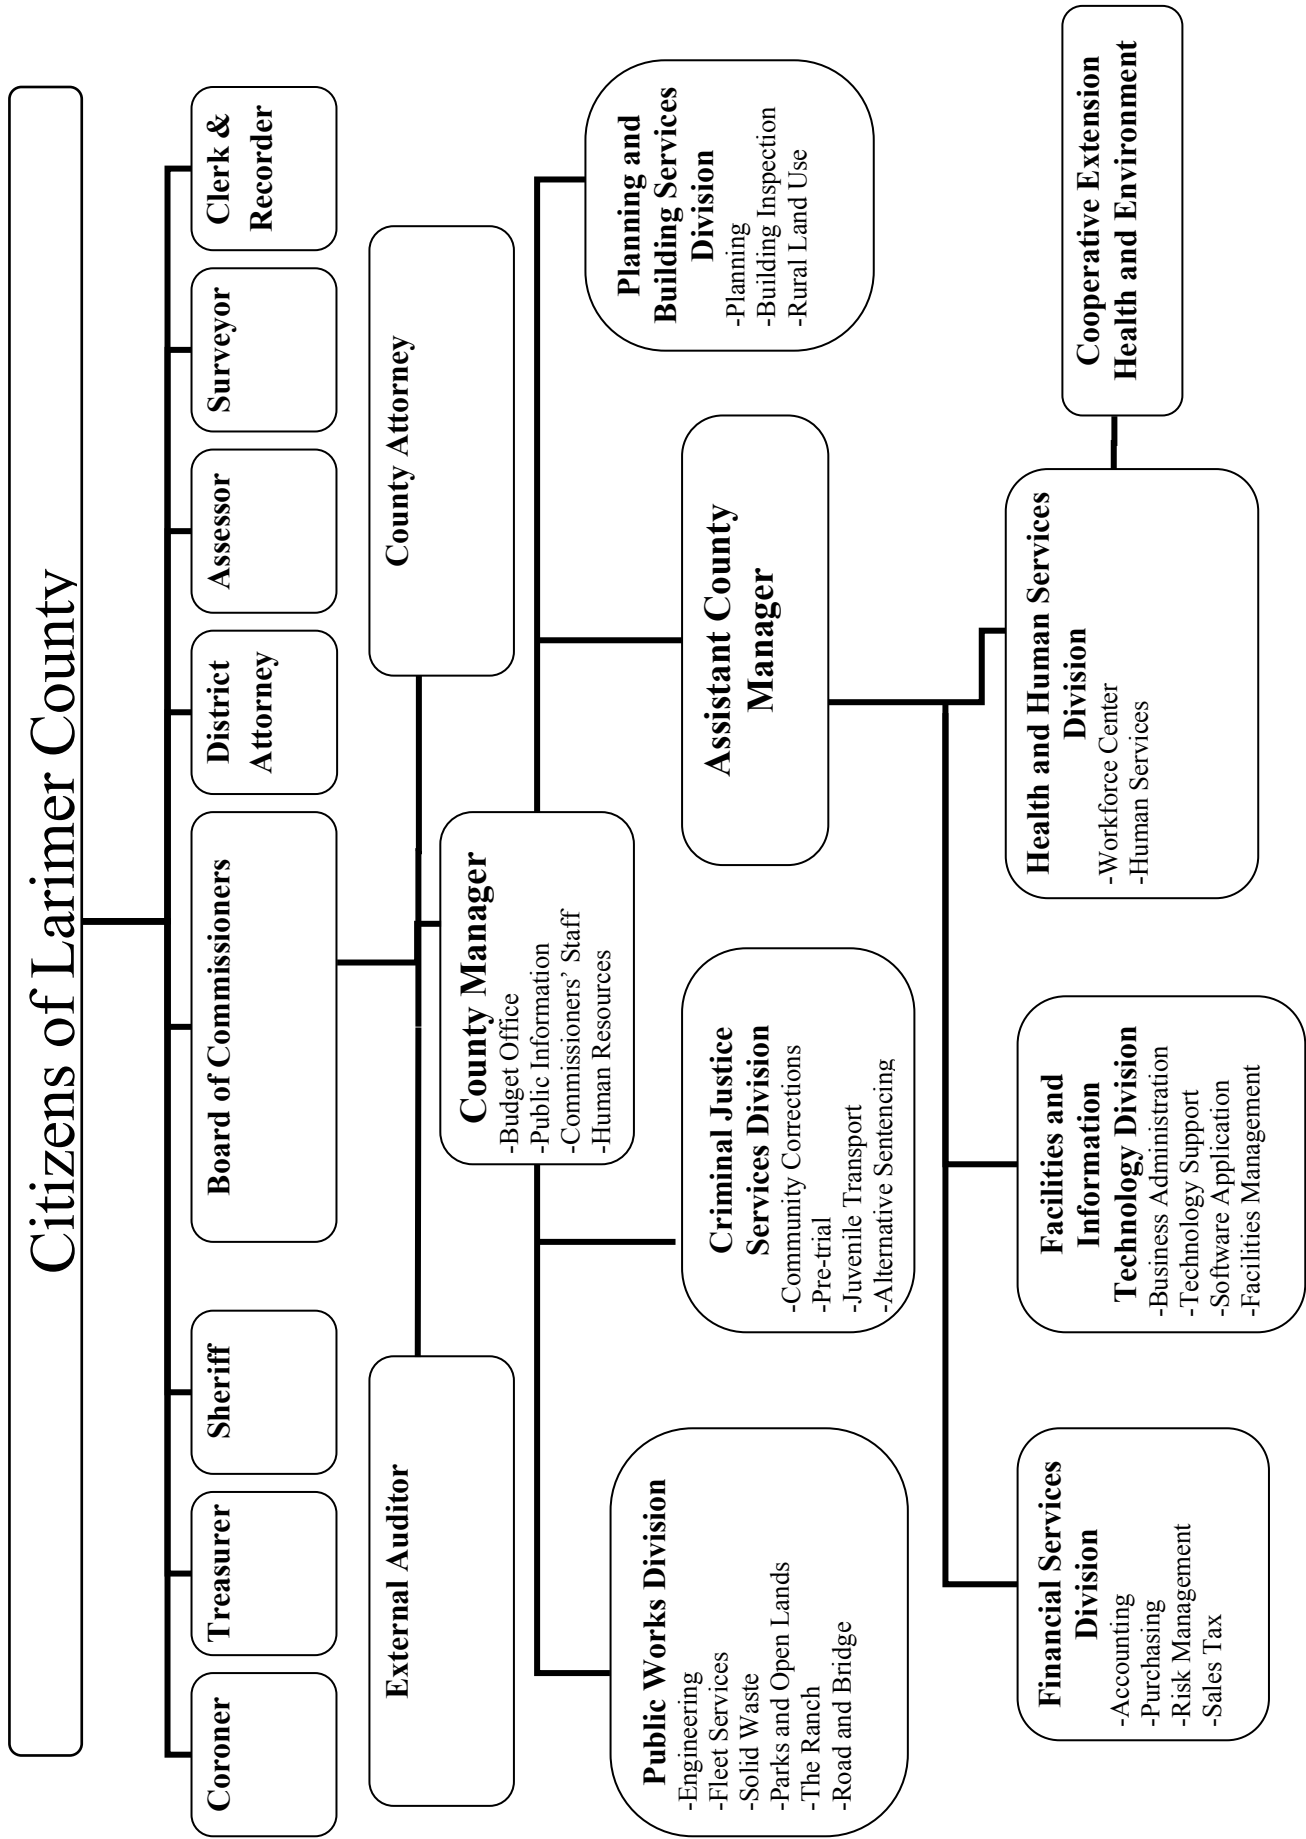 Citizens of Larimer County
Coroner
Treasurer
Sheriff
Board of Commissioners
District
Attorney
Assessor
Surveyor
Clerk &
Recorder
External Auditor
County Attorney
County Manager
-Budget Office
-Public Information
-Commissioners’ Staff
-Human Resources
Public Works Division
-Engineering
-Fleet Services
-Solid Waste
-Parks and Open Lands
-The Ranch
-Road and Bridge
Criminal Justice
Services Division
-Community Corrections
-Pre-trial
-Juvenile Transport
-Alternative Sentencing
Assistant County
Manager
Planning and
Building Services
Division
-Planning
-Building Inspection
-Rural Land Use
Financial Services
Division
-Accounting
-Purchasing
-Risk Management
-Sales Tax
Facilities and
Information
Technology Division
-Business Administration
-Technology Support
-Software Application
-Facilities Management
Health and Human Services
Division
-Workforce Center
-Human Services
Cooperative Extension
Health and Environment